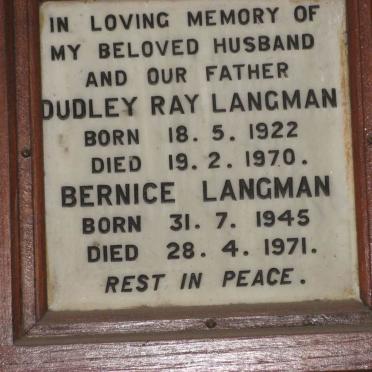 IN LOVING MEMORY OF
MY BELOVED HUSBAND
AND OUR FATHER
DUDLEY RAY LANGMAN
BORN 18. 5. 1922
DIED 19. 2. 1970.
BERNICE LANGMAN
BORN 31. 7. 1945
DIED 28. 4. 1971.
REST IN PEACE.